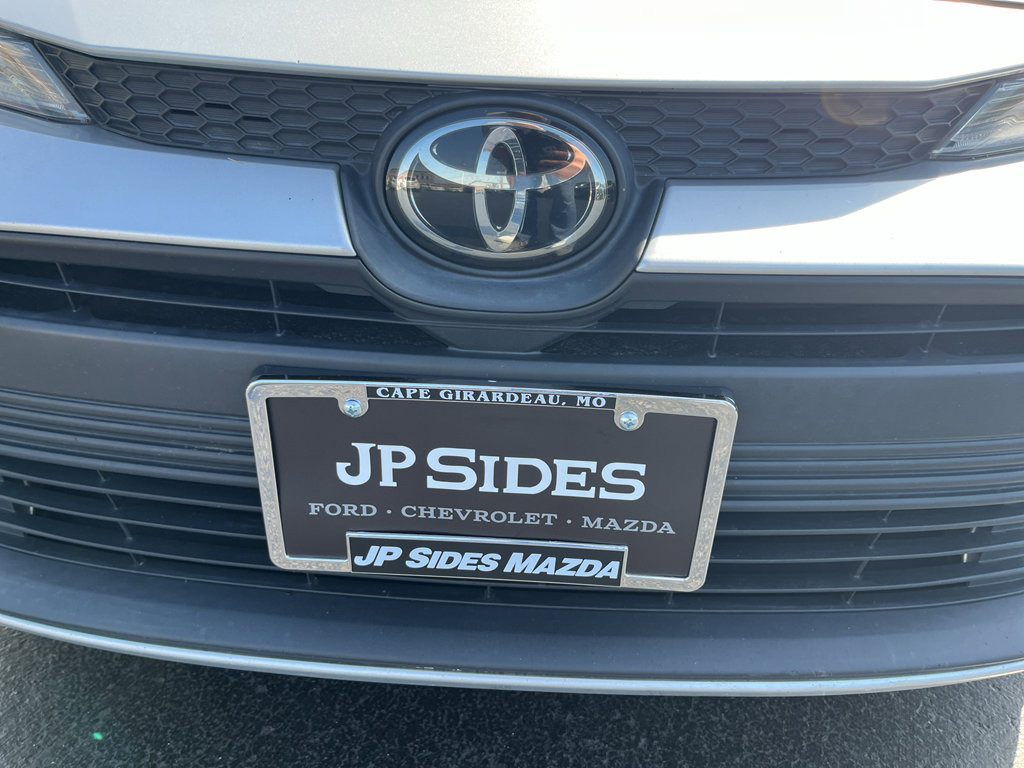 CAPE GIRARDEAU, MO
JP SIDES
FORD · CHEVROLET · MAZDA
JP SIDES MAZDA